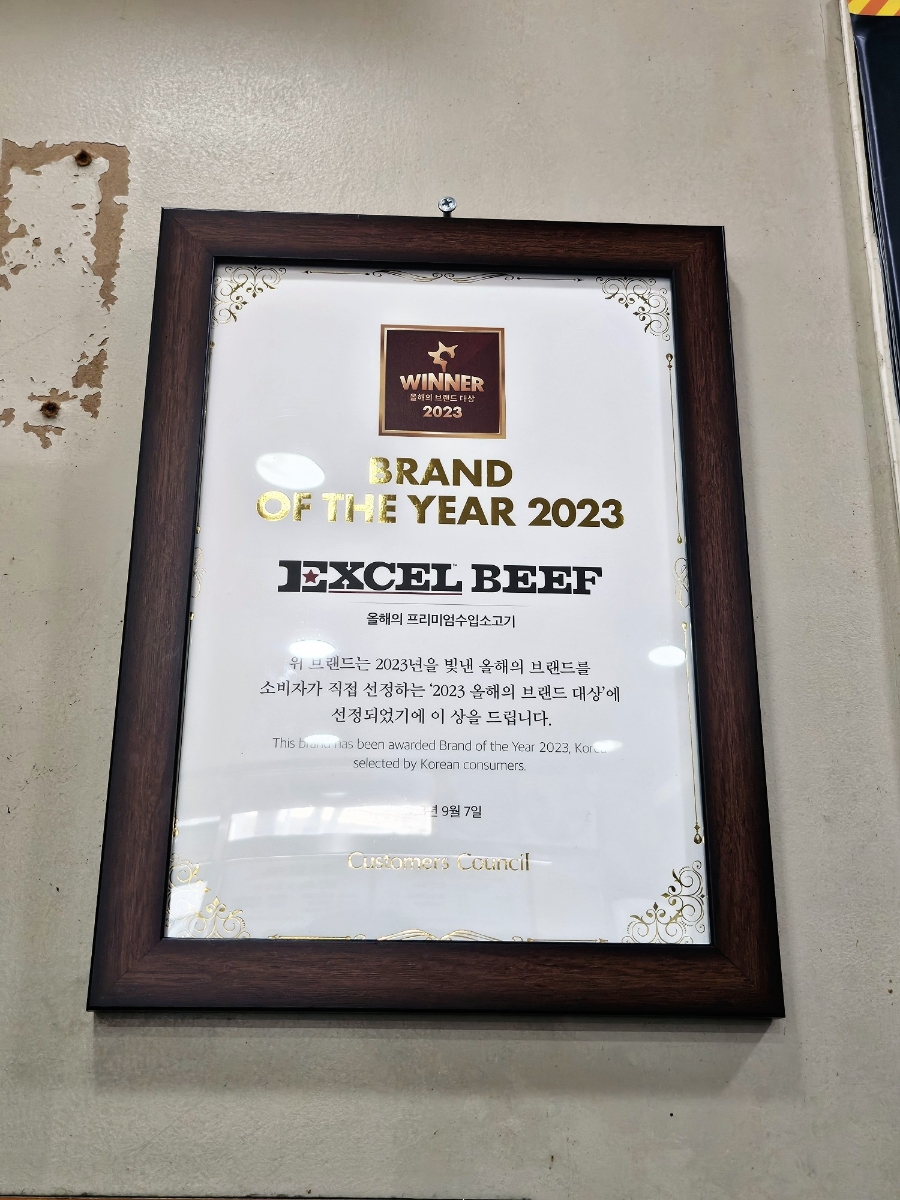 WINNER
올해의 브랜드 대상
2023
BRAND
OF THE YEAR 2023
EXCEL BEEF
올해의 프리미엄수입소고기
위 브랜드는 2023년을 빛낸 올해의 브랜드를
소비자가 직접 선정하는 '2023 올해의 브랜드 대상'에
선정되었기에 이 상을 드립니다.
This brand has been awarded Brand of the Year 2023, Korea
selected by Korean consumers.
년 9월 7일
Customers Council